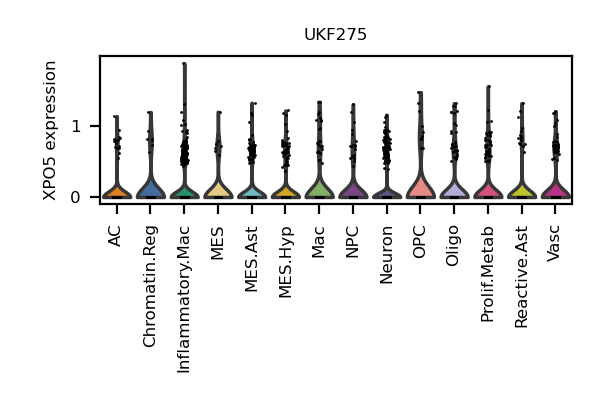 UKF275
XPO5 expression
1
0
AC
Chromatin.Reg
Inflammatory.Mac
MES
MES.Ast
MES.Hyp
Mac
NPC
Neuron
OPC
Oligo
Prolif.Metab
Reactive.Ast
Vasc